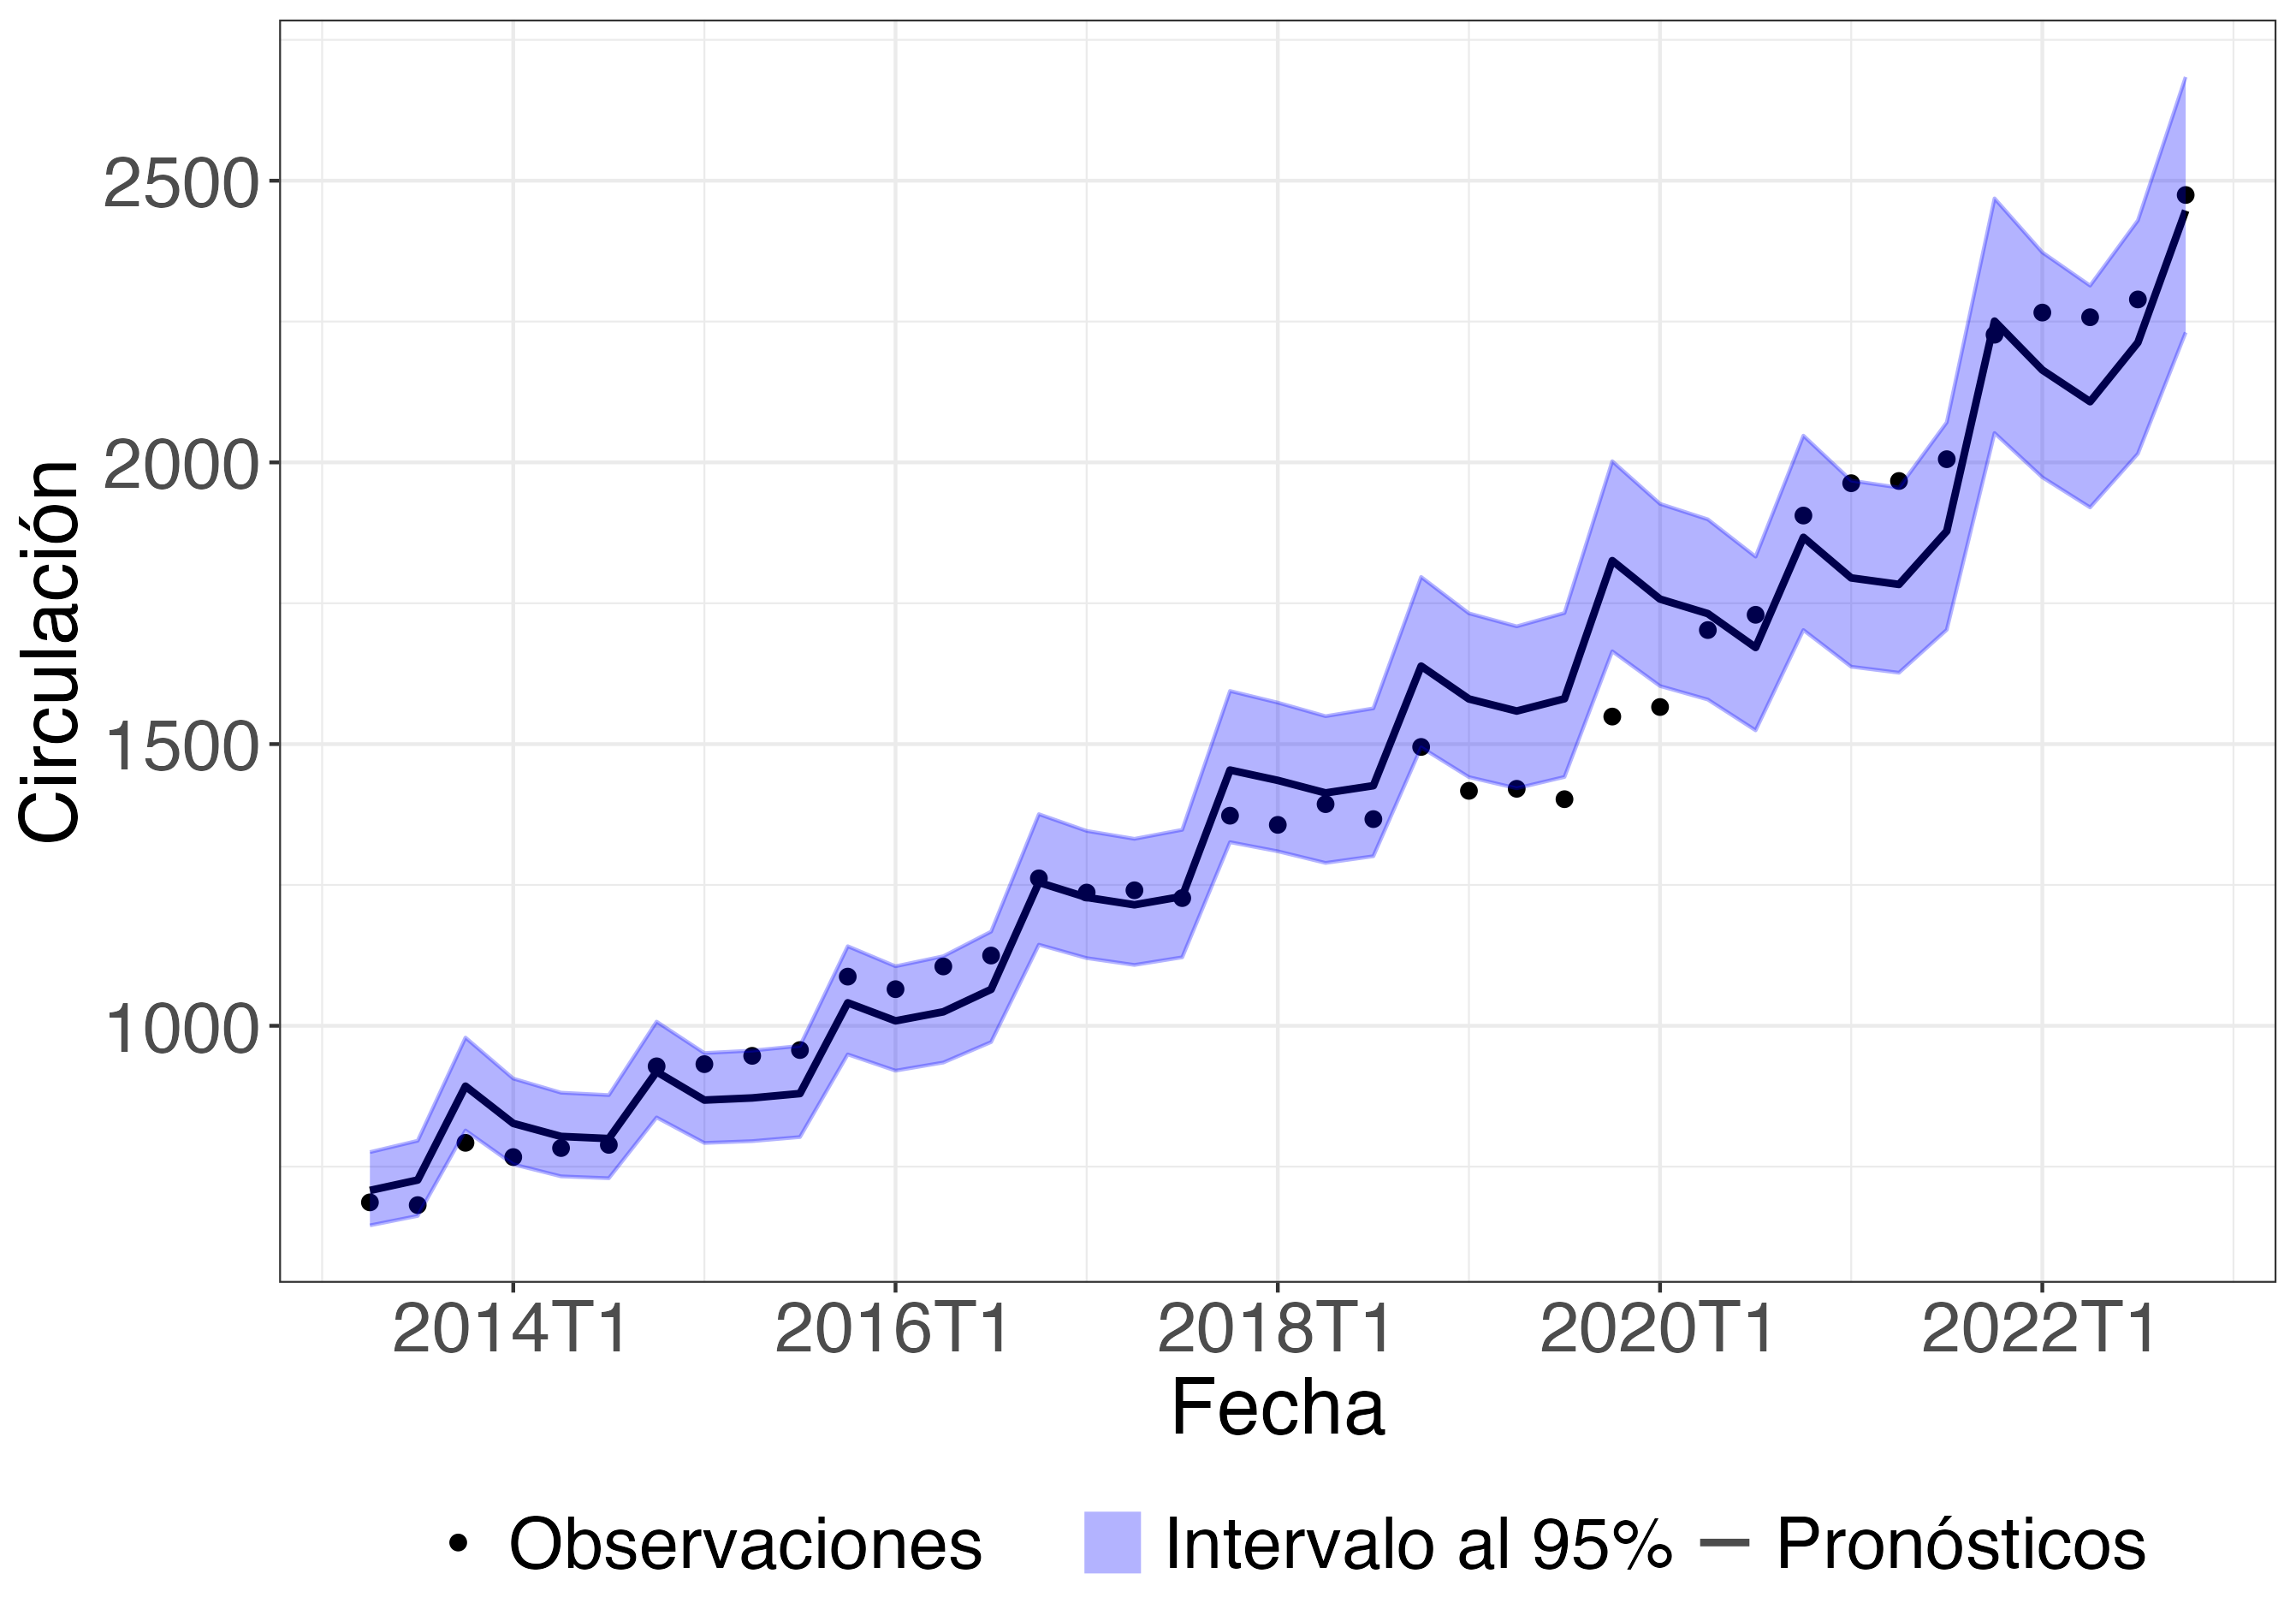 2500
2000
1500
1000
Circulación
2014T1 2016T1 2018T1 2020T1 2022T1
Fecha
Observaciones Intervalo al 95% Pronósticos